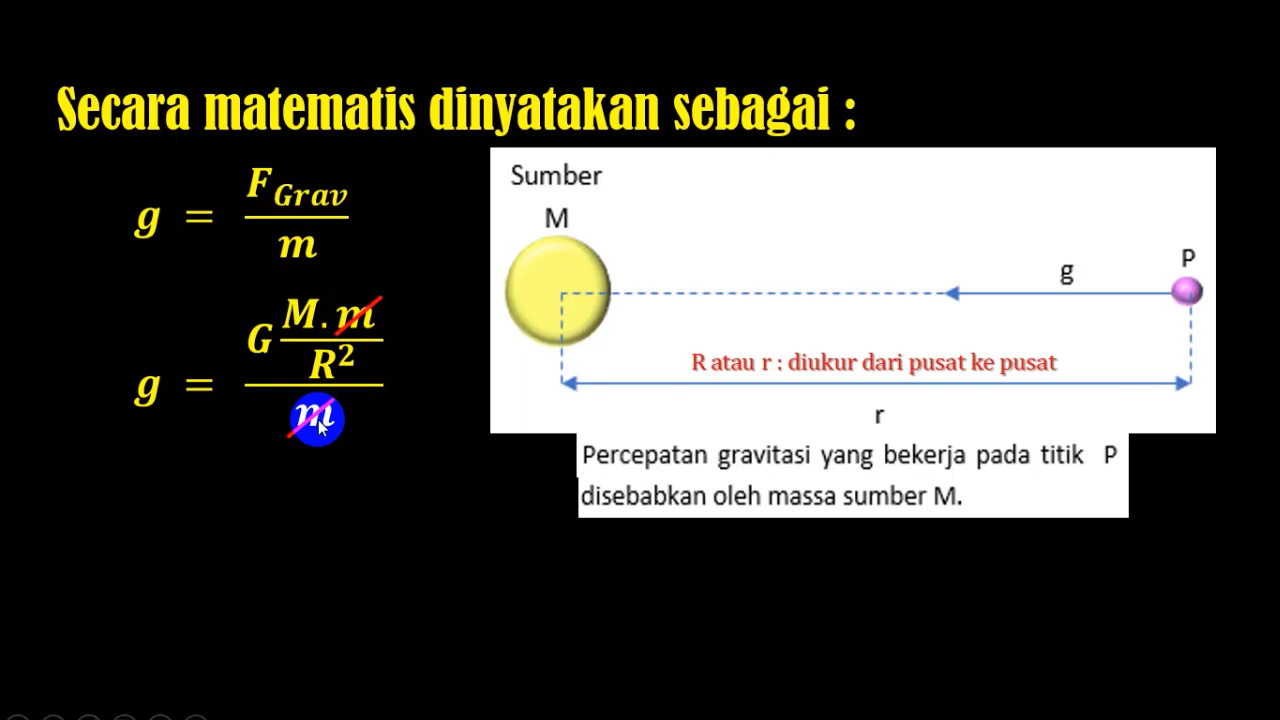 Secara matematis dinyatakan sebagai :
g = F_Grav / m
g = G M . m / R² / m
Sumber
M
g
P
R atau r : diukur dari pusat ke pusat
r
Percepatan gravitasi yang bekerja pada titik P
disebabkan oleh massa sumber M.